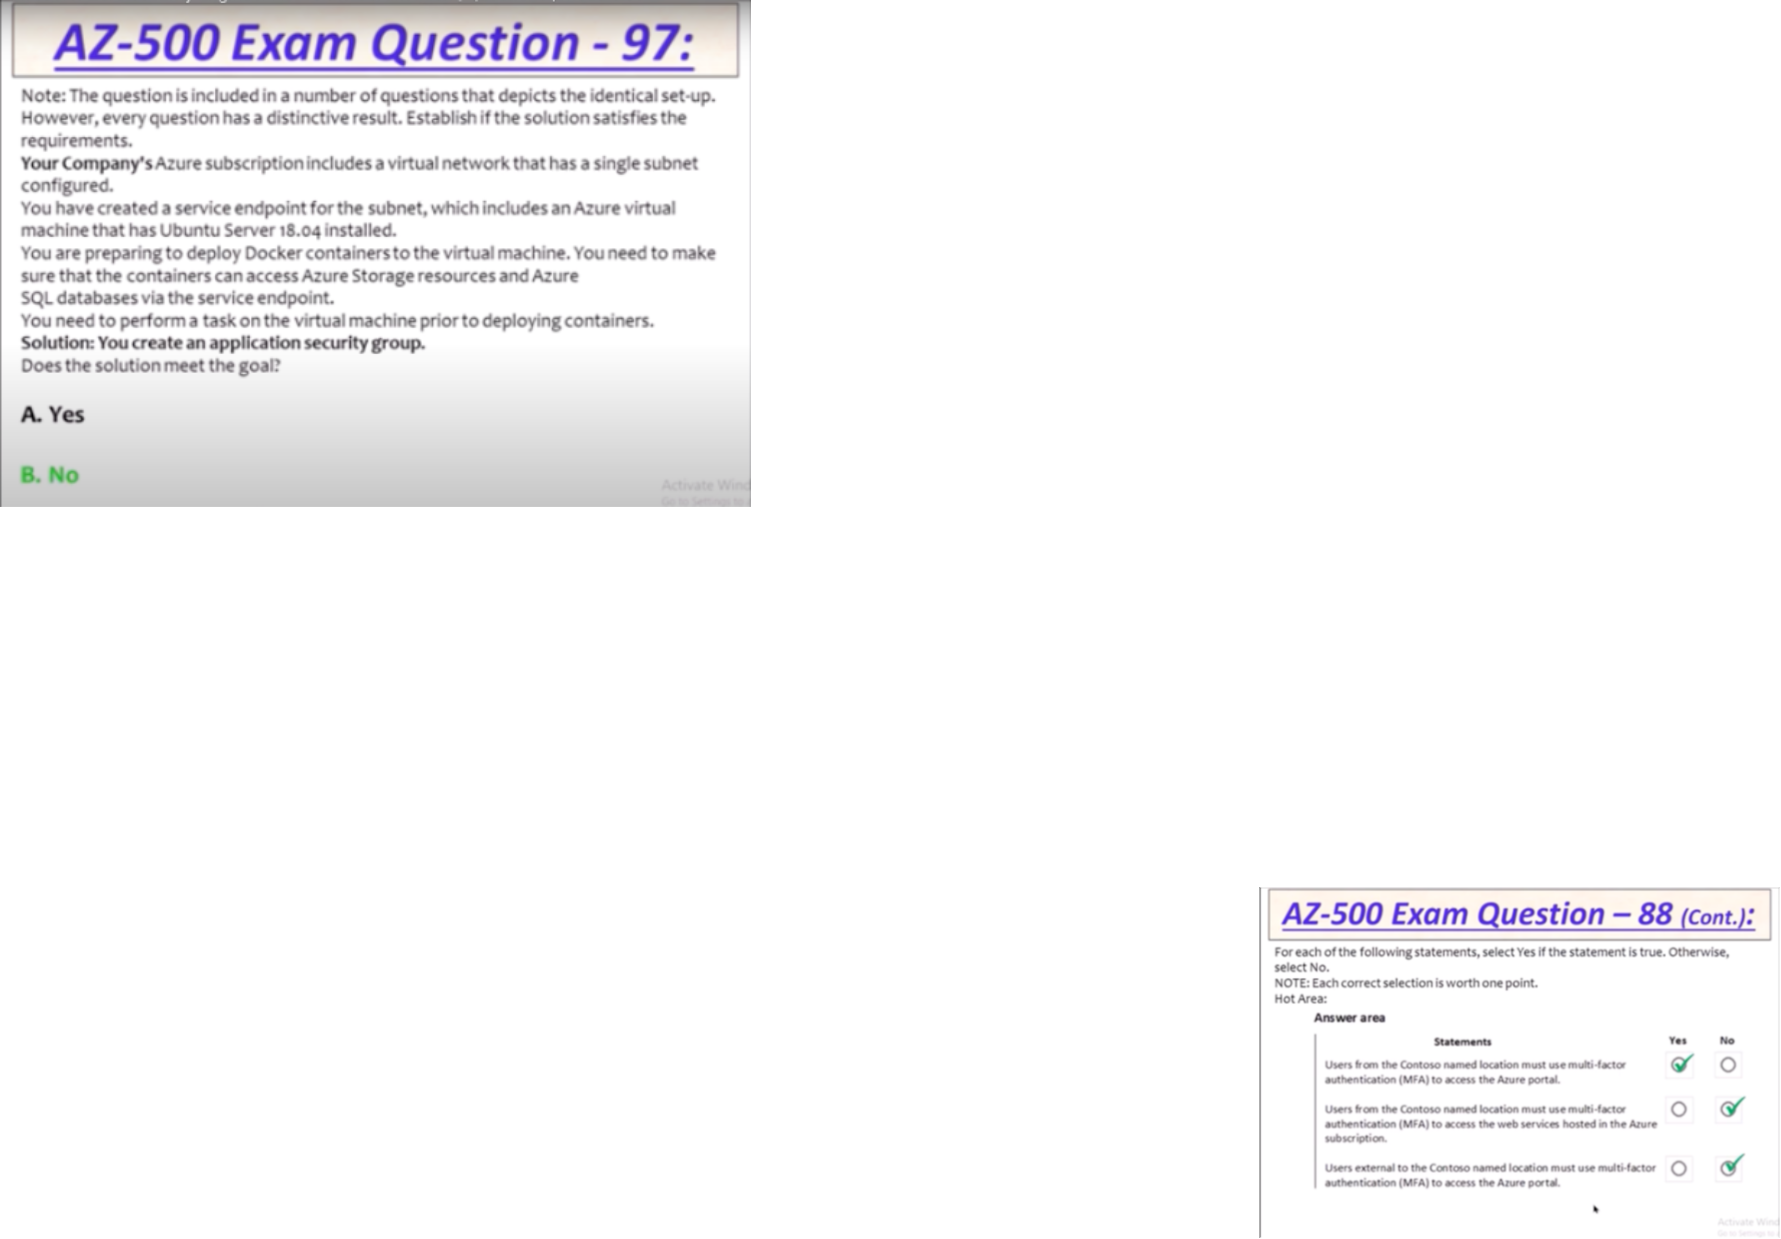 AZ-500 Exam Question - 97:
Note: The question is included in a number of questions that depicts the identical set-up.
However, every question has a distinctive result. Establish if the solution satisfies the
requirements.
Your Company's Azure subscription includes a virtual network that has a single subnet
configured.
You have created a service endpoint for the subnet, which includes an Azure virtual
machine that has Ubuntu Server 18.04 installed.
You are preparing to deploy Docker containers to the virtual machine. You need to make
sure that the containers can access Azure Storage resources and Azure
SQL databases via the service endpoint.
You need to perform a task on the virtual machine prior to deploying containers.
Solution: You create an application security group.
Does the solution meet the goal?
A. Yes
B. No
Activate Wind
Go to Settings to a
AZ-500 Exam Question – 88 (Cont.):
For each of the following statements, select Yes if the statement is true. Otherwise,
select No.
NOTE: Each correct selection is worth one point.
Hot Area:
Answer area
Statements Yes No
Users from the Contoso named location must use multi-factor
authentication (MFA) to access the Azure portal.
Users from the Contoso named location must use multi-factor
authentication (MFA) to access the web services hosted in the Azure
subscription.
Users external to the Contoso named location must use multi-factor
authentication (MFA) to access the Azure portal.
Activate Wind
Go to Settings to a